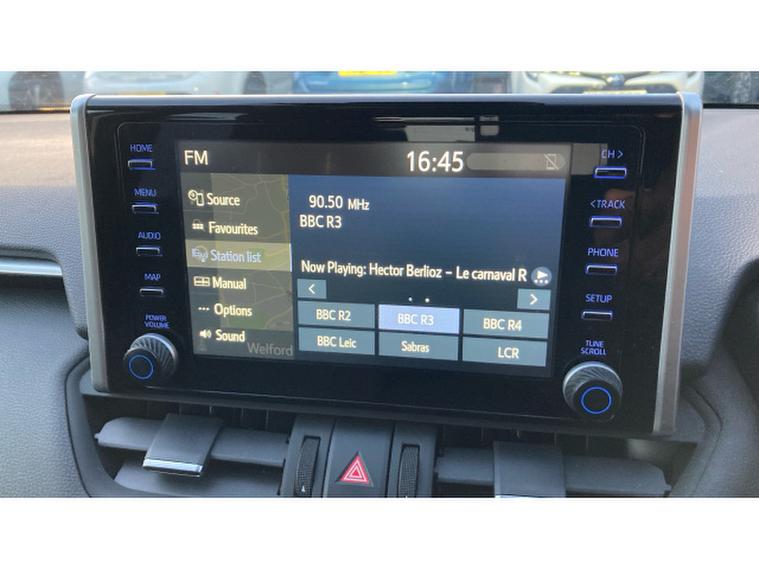 HOME
MENU
AUDIO
MAP
POWER
VOLUME
FM
16:45
Source
Favourites
Station list
Manual
Options
Sound
90.50 MHz
BBC R3
Now Playing: Hector Berlioz - Le carnaval R
<
>
BBC R2
BBC R3
BBC R4
BBC Leic
Sabras
LCR
Welford
CH >
< TRACK
PHONE
SETUP
TUNE
SCROLL